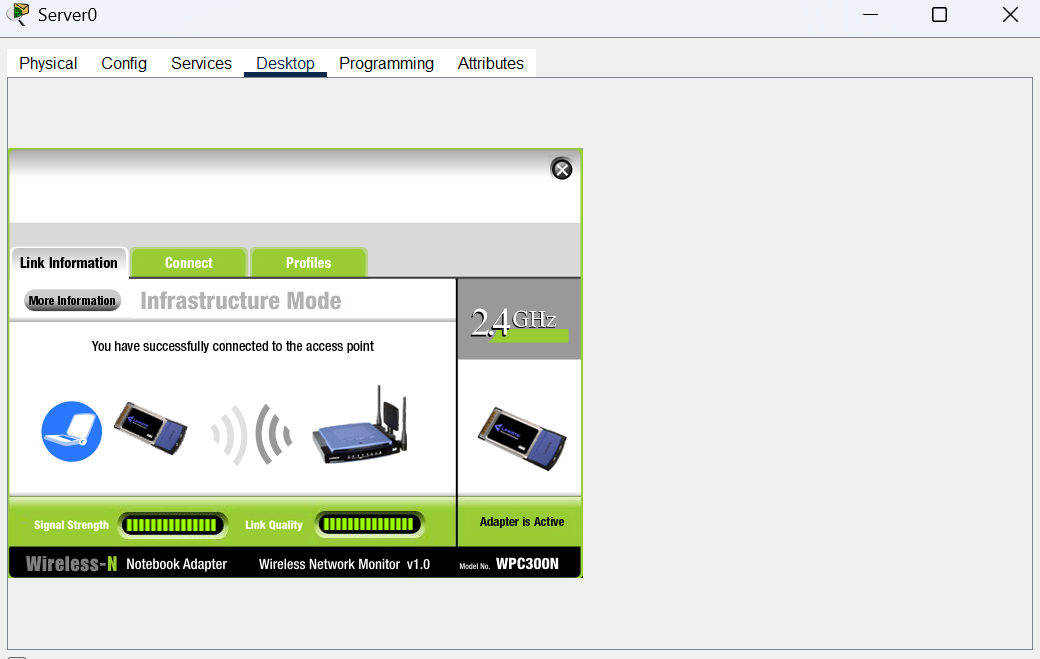 Server0
Physical Config Services Desktop Programming Attributes
Link Information Connect Profiles
More Information Infrastructure Mode
2.4GHz
You have successfully connected to the access point
Signal Strength Link Quality Adapter is Active
Wireless-N Notebook Adapter Wireless Network Monitor v1.0 Model No. WPC300N